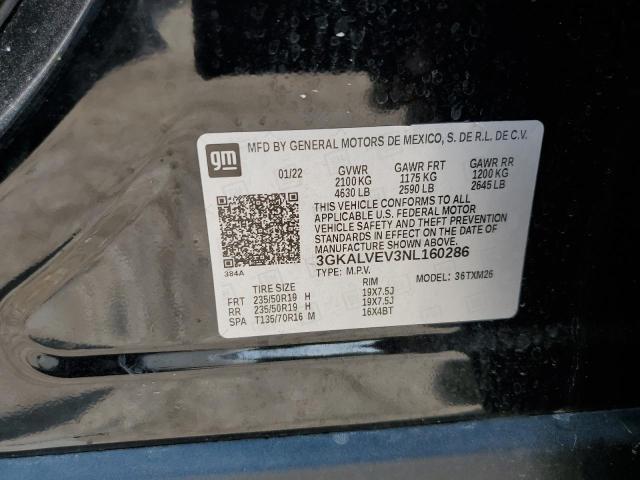 gm
MFD BY GENERAL MOTORS DE MEXICO, S. DE R.L. DE C.V.
01/22 GVWR GAWR FRT GAWR RR
2100 KG 1175 KG 1200 KG
4630 LB 2590 LB 2645 LB
THIS VEHICLE CONFORMS TO ALL
APPLICABLE U.S. FEDERAL MOTOR
VEHICLE SAFETY AND THEFT PREVENTION
STANDARDS IN EFFECT ON THE DATE OF
MANUFACTURE SHOWN ABOVE.
3GKALVEV3NL160286
384A
TYPE: M.P.V. MODEL: 36TXM26
TIRE SIZE RIM
FRT 235/50R19 H 19X7.5J
RR 235/50R19 H 19X7.5J
SPA T135/70R16 M 16X4BT